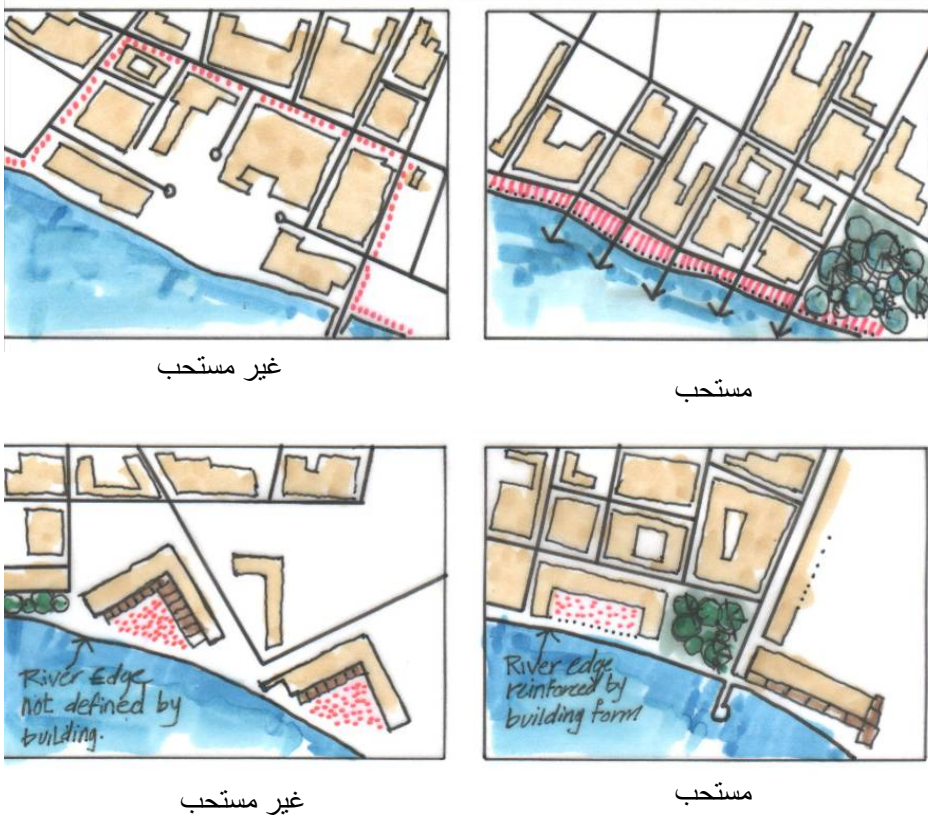 غير مستحب
مستحب
River Edge
not defined by
building.
River edge
reinforced by
building form
غير مستحب
مستحب